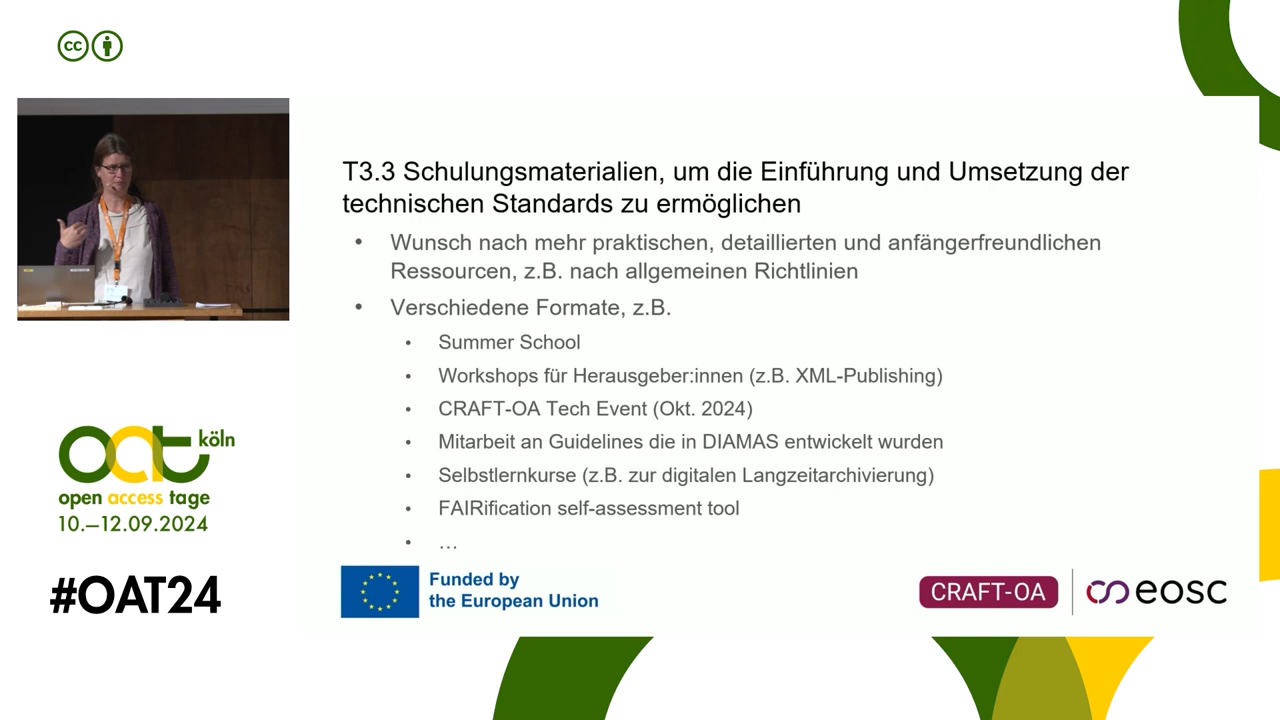 cc
T3.3 Schulungsmaterialien, um die Einführung und Umsetzung der
technischen Standards zu ermöglichen
• Wunsch nach mehr praktischen, detaillierten und anfängerfreundlichen
Ressourcen, z.B. nach allgemeinen Richtlinien
• Verschiedene Formate, z.B.
• Summer School
• Workshops für Herausgeber:innen (z.B. XML-Publishing)
• CRAFT-OA Tech Event (Okt. 2024)
• Mitarbeit an Guidelines die in DIAMAS entwickelt wurden
• Selbstlernkurse (z.B. zur digitalen Langzeitarchivierung)
• FAIRification self-assessment tool
• …
oat köln
open access tage
10.–12.09.2024
#OAT24
Funded by
the European Union
CRAFT-OA
eosc